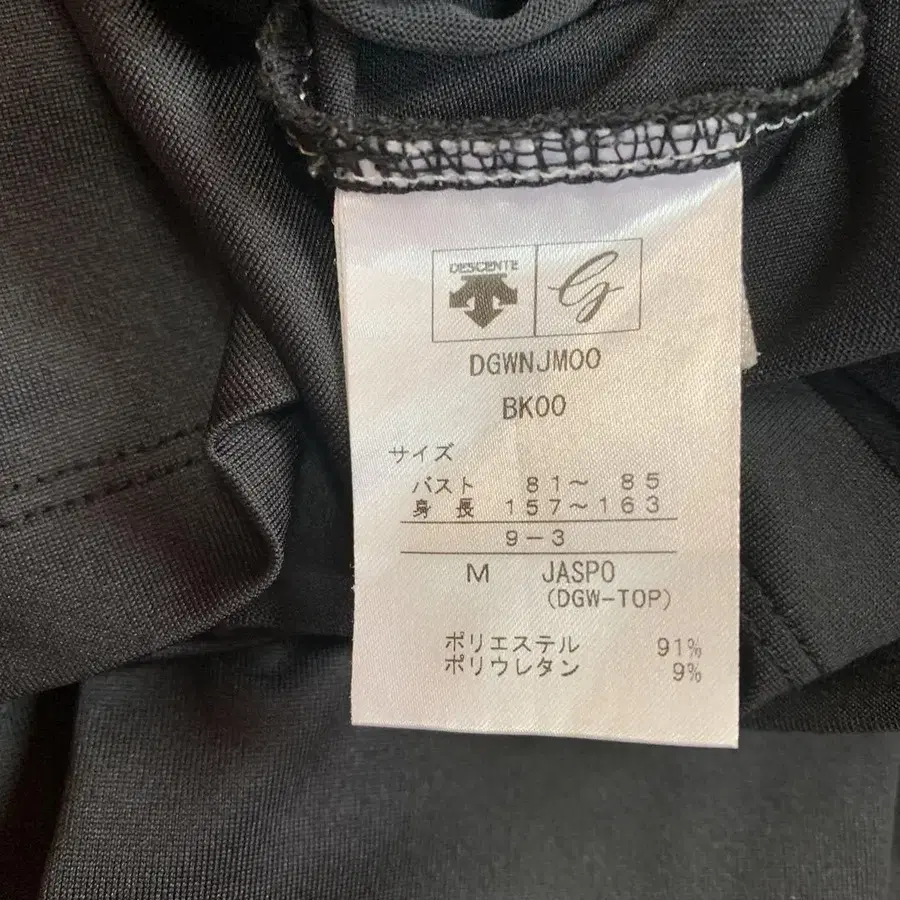 DESCENTE
G
DGWNJM00
BK00
サイズ
バスト 81〜 85
身 長 157〜163
9-3
M JASPO
(DGW-TOP)
ポリエステル 91%
ポリウレタン 9%